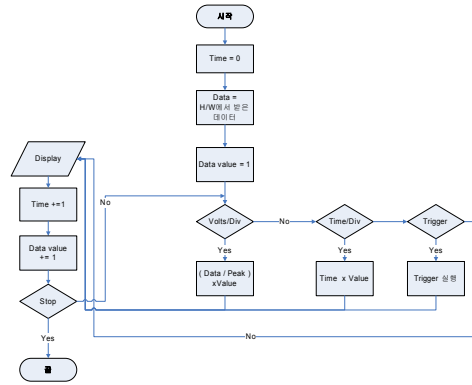 시작
Time = 0
Data =
H/W에서 받은
데이터
Data value = 1
Display
Time +=1
Data value
+= 1
Stop
Yes
끝
No
Volts/Div
No
Time/Div
Trigger
Yes
Yes
Yes
( Data / Peak )
xValue
Time x Value
Trigger 실행
No